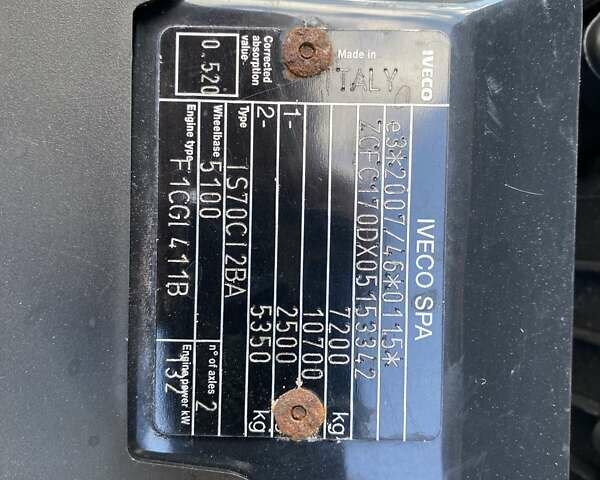 IVECO SPA
e3*2007/46*0115*
ZCFC170DX05153342
7200 kg
10700
1- 2500
2- 5350 kg
Type IS70CI2BA
Wheelbase 5100 n° of axles 2
Engine type F1CGL411B Engine power kW 132
Corrected absorption value
0.520
Made in
ITALY
IVECO